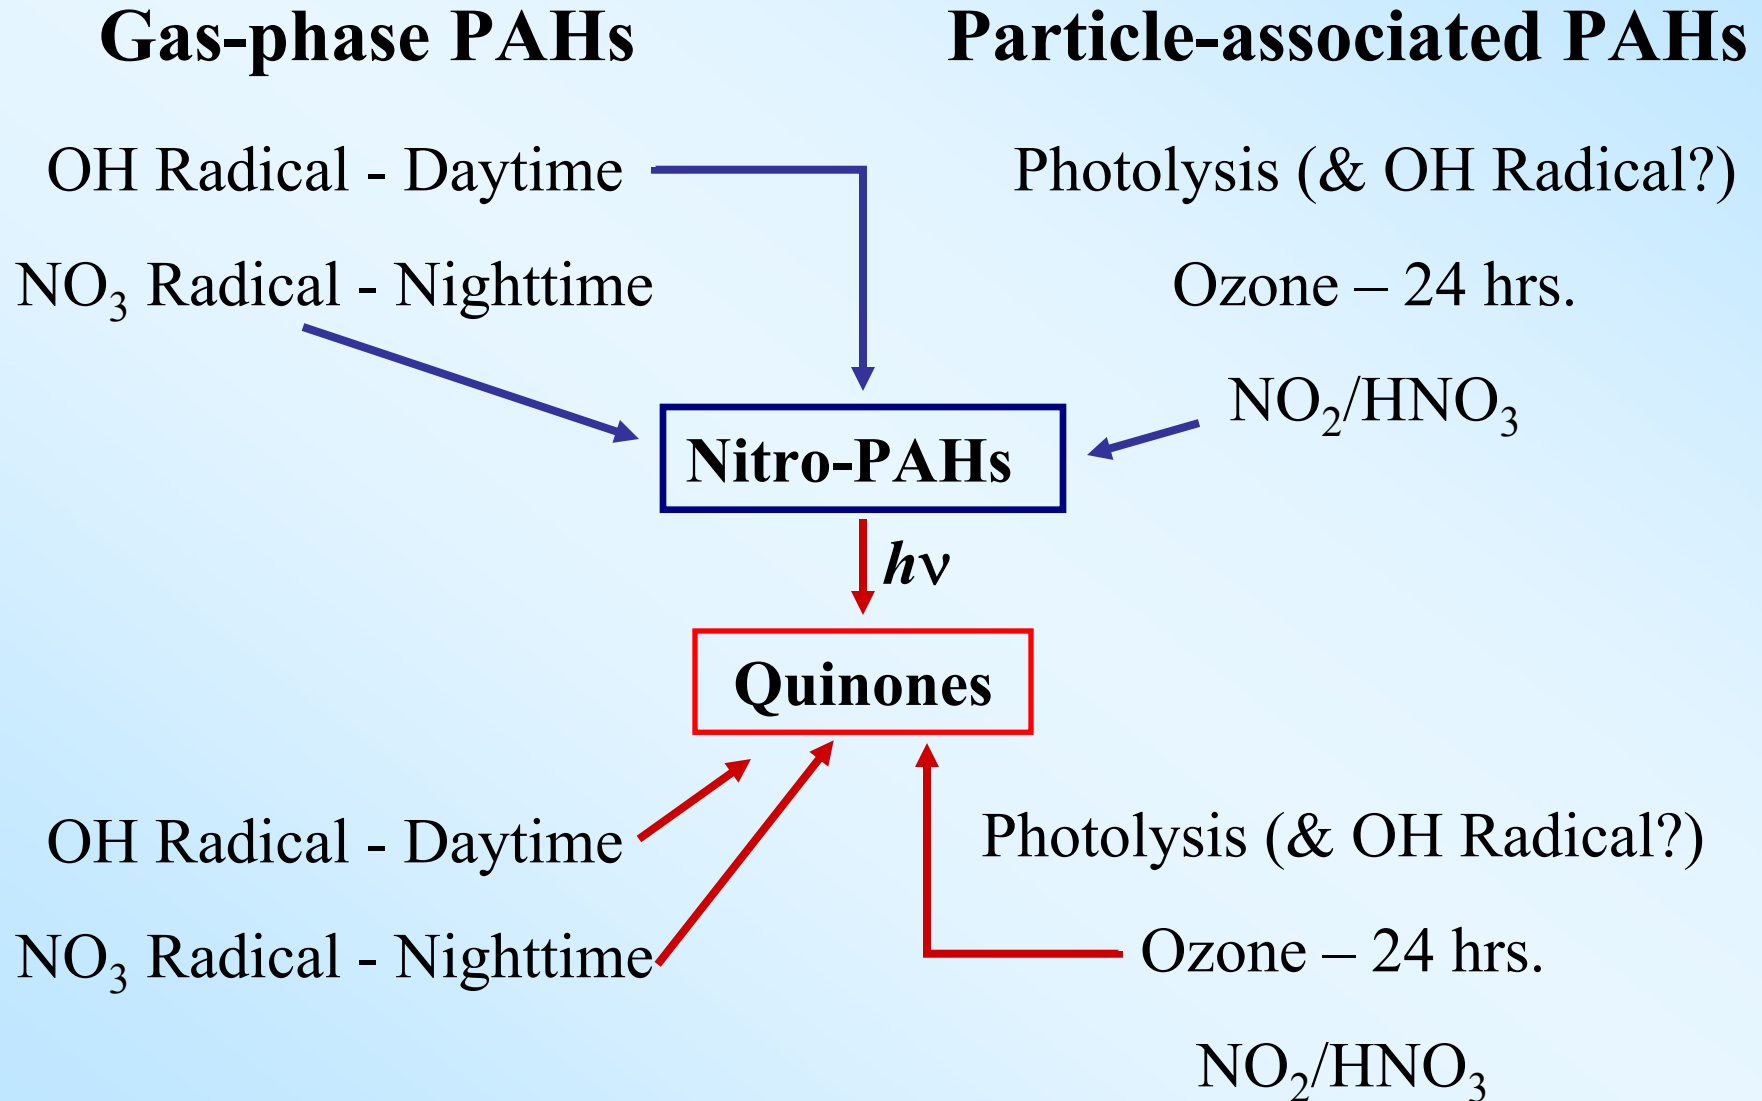 Gas-phase PAHs
Particle-associated PAHs
OH Radical - Daytime
Photolysis (& OH Radical?)
NO₃ Radical - Nighttime
Ozone – 24 hrs.
NO₂/HNO₃
Nitro-PAHs
hν
Quinones
OH Radical - Daytime
Photolysis (& OH Radical?)
NO₃ Radical - Nighttime
Ozone – 24 hrs.
NO₂/HNO₃